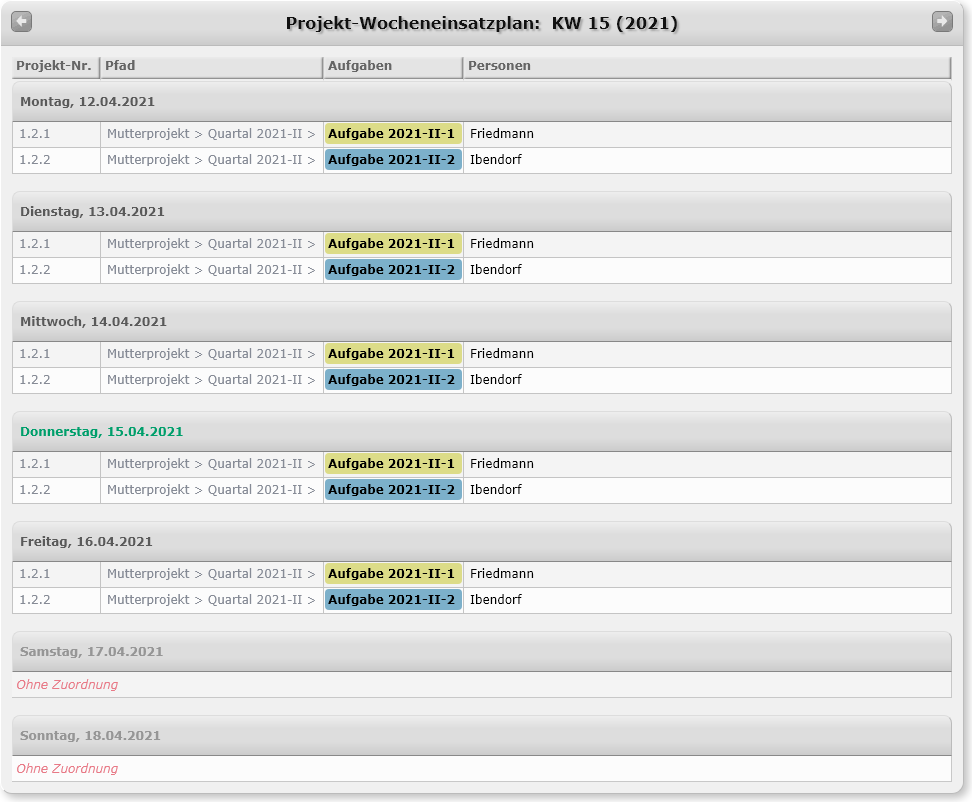 Projekt-Wocheneinsatzplan: KW 15 (2021)
Projekt-Nr. Pfad Aufgaben Personen
Montag, 12.04.2021
1.2.1 Mutterprojekt > Quartal 2021-II > Aufgabe 2021-II-1 Friedmann
1.2.2 Mutterprojekt > Quartal 2021-II > Aufgabe 2021-II-2 Ibendorf
Dienstag, 13.04.2021
1.2.1 Mutterprojekt > Quartal 2021-II > Aufgabe 2021-II-1 Friedmann
1.2.2 Mutterprojekt > Quartal 2021-II > Aufgabe 2021-II-2 Ibendorf
Mittwoch, 14.04.2021
1.2.1 Mutterprojekt > Quartal 2021-II > Aufgabe 2021-II-1 Friedmann
1.2.2 Mutterprojekt > Quartal 2021-II > Aufgabe 2021-II-2 Ibendorf
Donnerstag, 15.04.2021
1.2.1 Mutterprojekt > Quartal 2021-II > Aufgabe 2021-II-1 Friedmann
1.2.2 Mutterprojekt > Quartal 2021-II > Aufgabe 2021-II-2 Ibendorf
Freitag, 16.04.2021
1.2.1 Mutterprojekt > Quartal 2021-II > Aufgabe 2021-II-1 Friedmann
1.2.2 Mutterprojekt > Quartal 2021-II > Aufgabe 2021-II-2 Ibendorf
Samstag, 17.04.2021
Ohne Zuordnung
Sonntag, 18.04.2021
Ohne Zuordnung